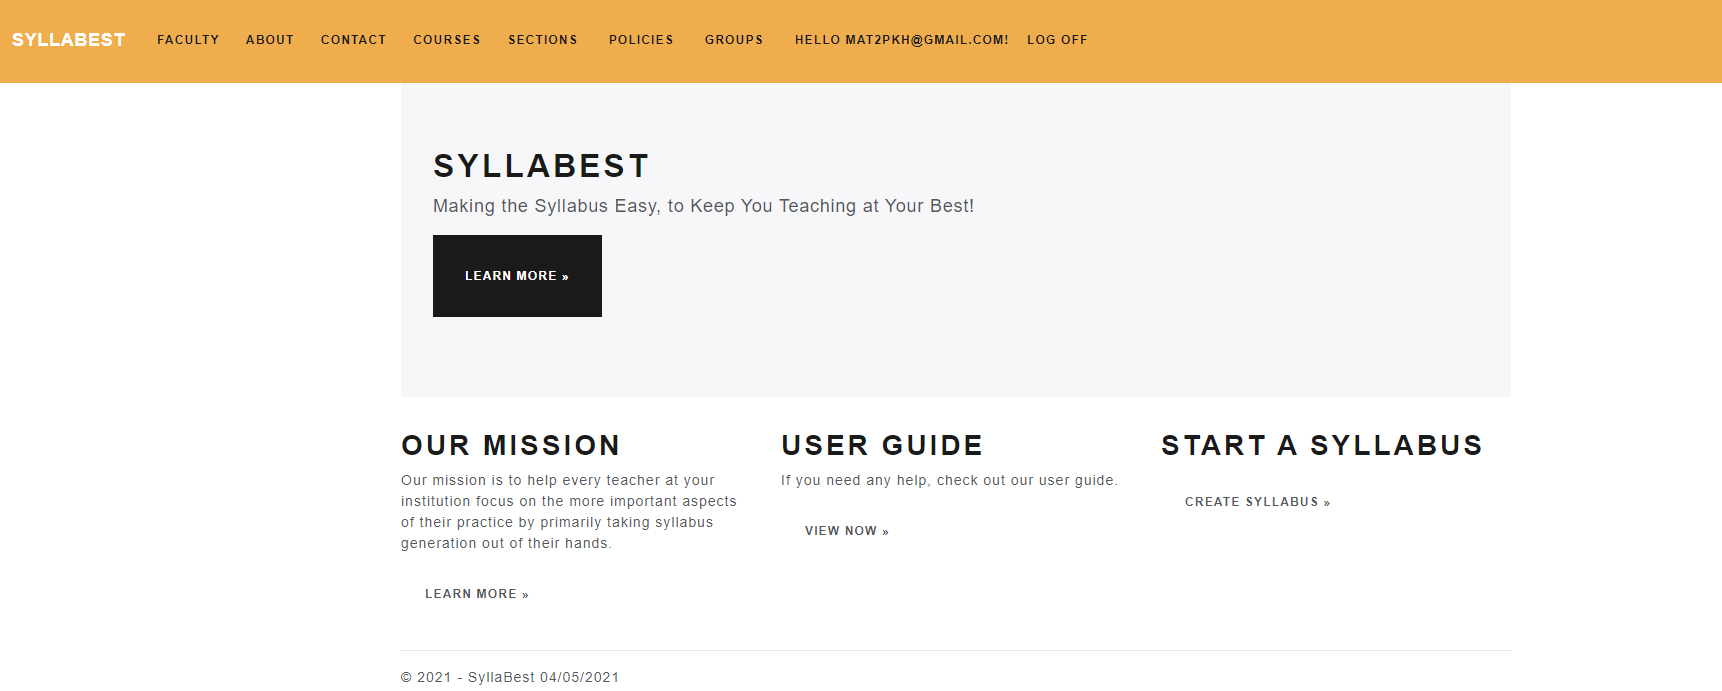 SYLLABEST FACULTY ABOUT CONTACT COURSES SECTIONS POLICIES GROUPS HELLO MAT2PKH@GMAIL.COM! LOG OFF
SYLLABEST
Making the Syllabus Easy, to Keep You Teaching at Your Best!
LEARN MORE »
OUR MISSION
Our mission is to help every teacher at your
institution focus on the more important aspects
of their practice by primarily taking syllabus
generation out of their hands.
LEARN MORE »
USER GUIDE
If you need any help, check out our user guide.
VIEW NOW »
START A SYLLABUS
CREATE SYLLABUS »
© 2021 - SyllaBest 04/05/2021